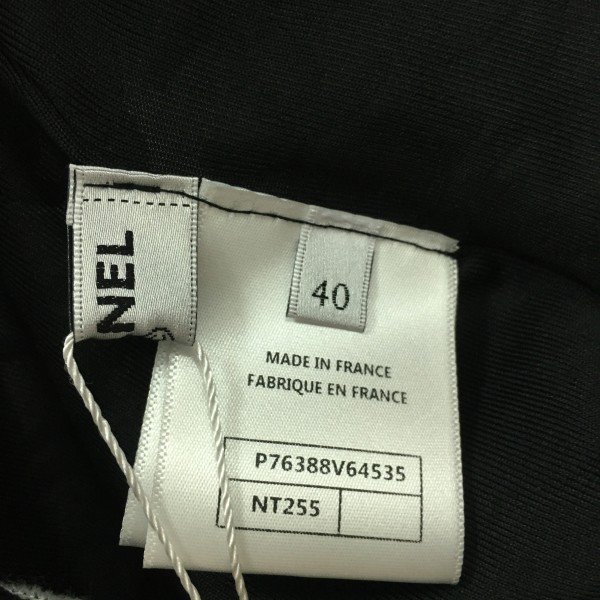 NEL
40
MADE IN FRANCE
FABRIQUE EN FRANCE
P76388V64535
NT255